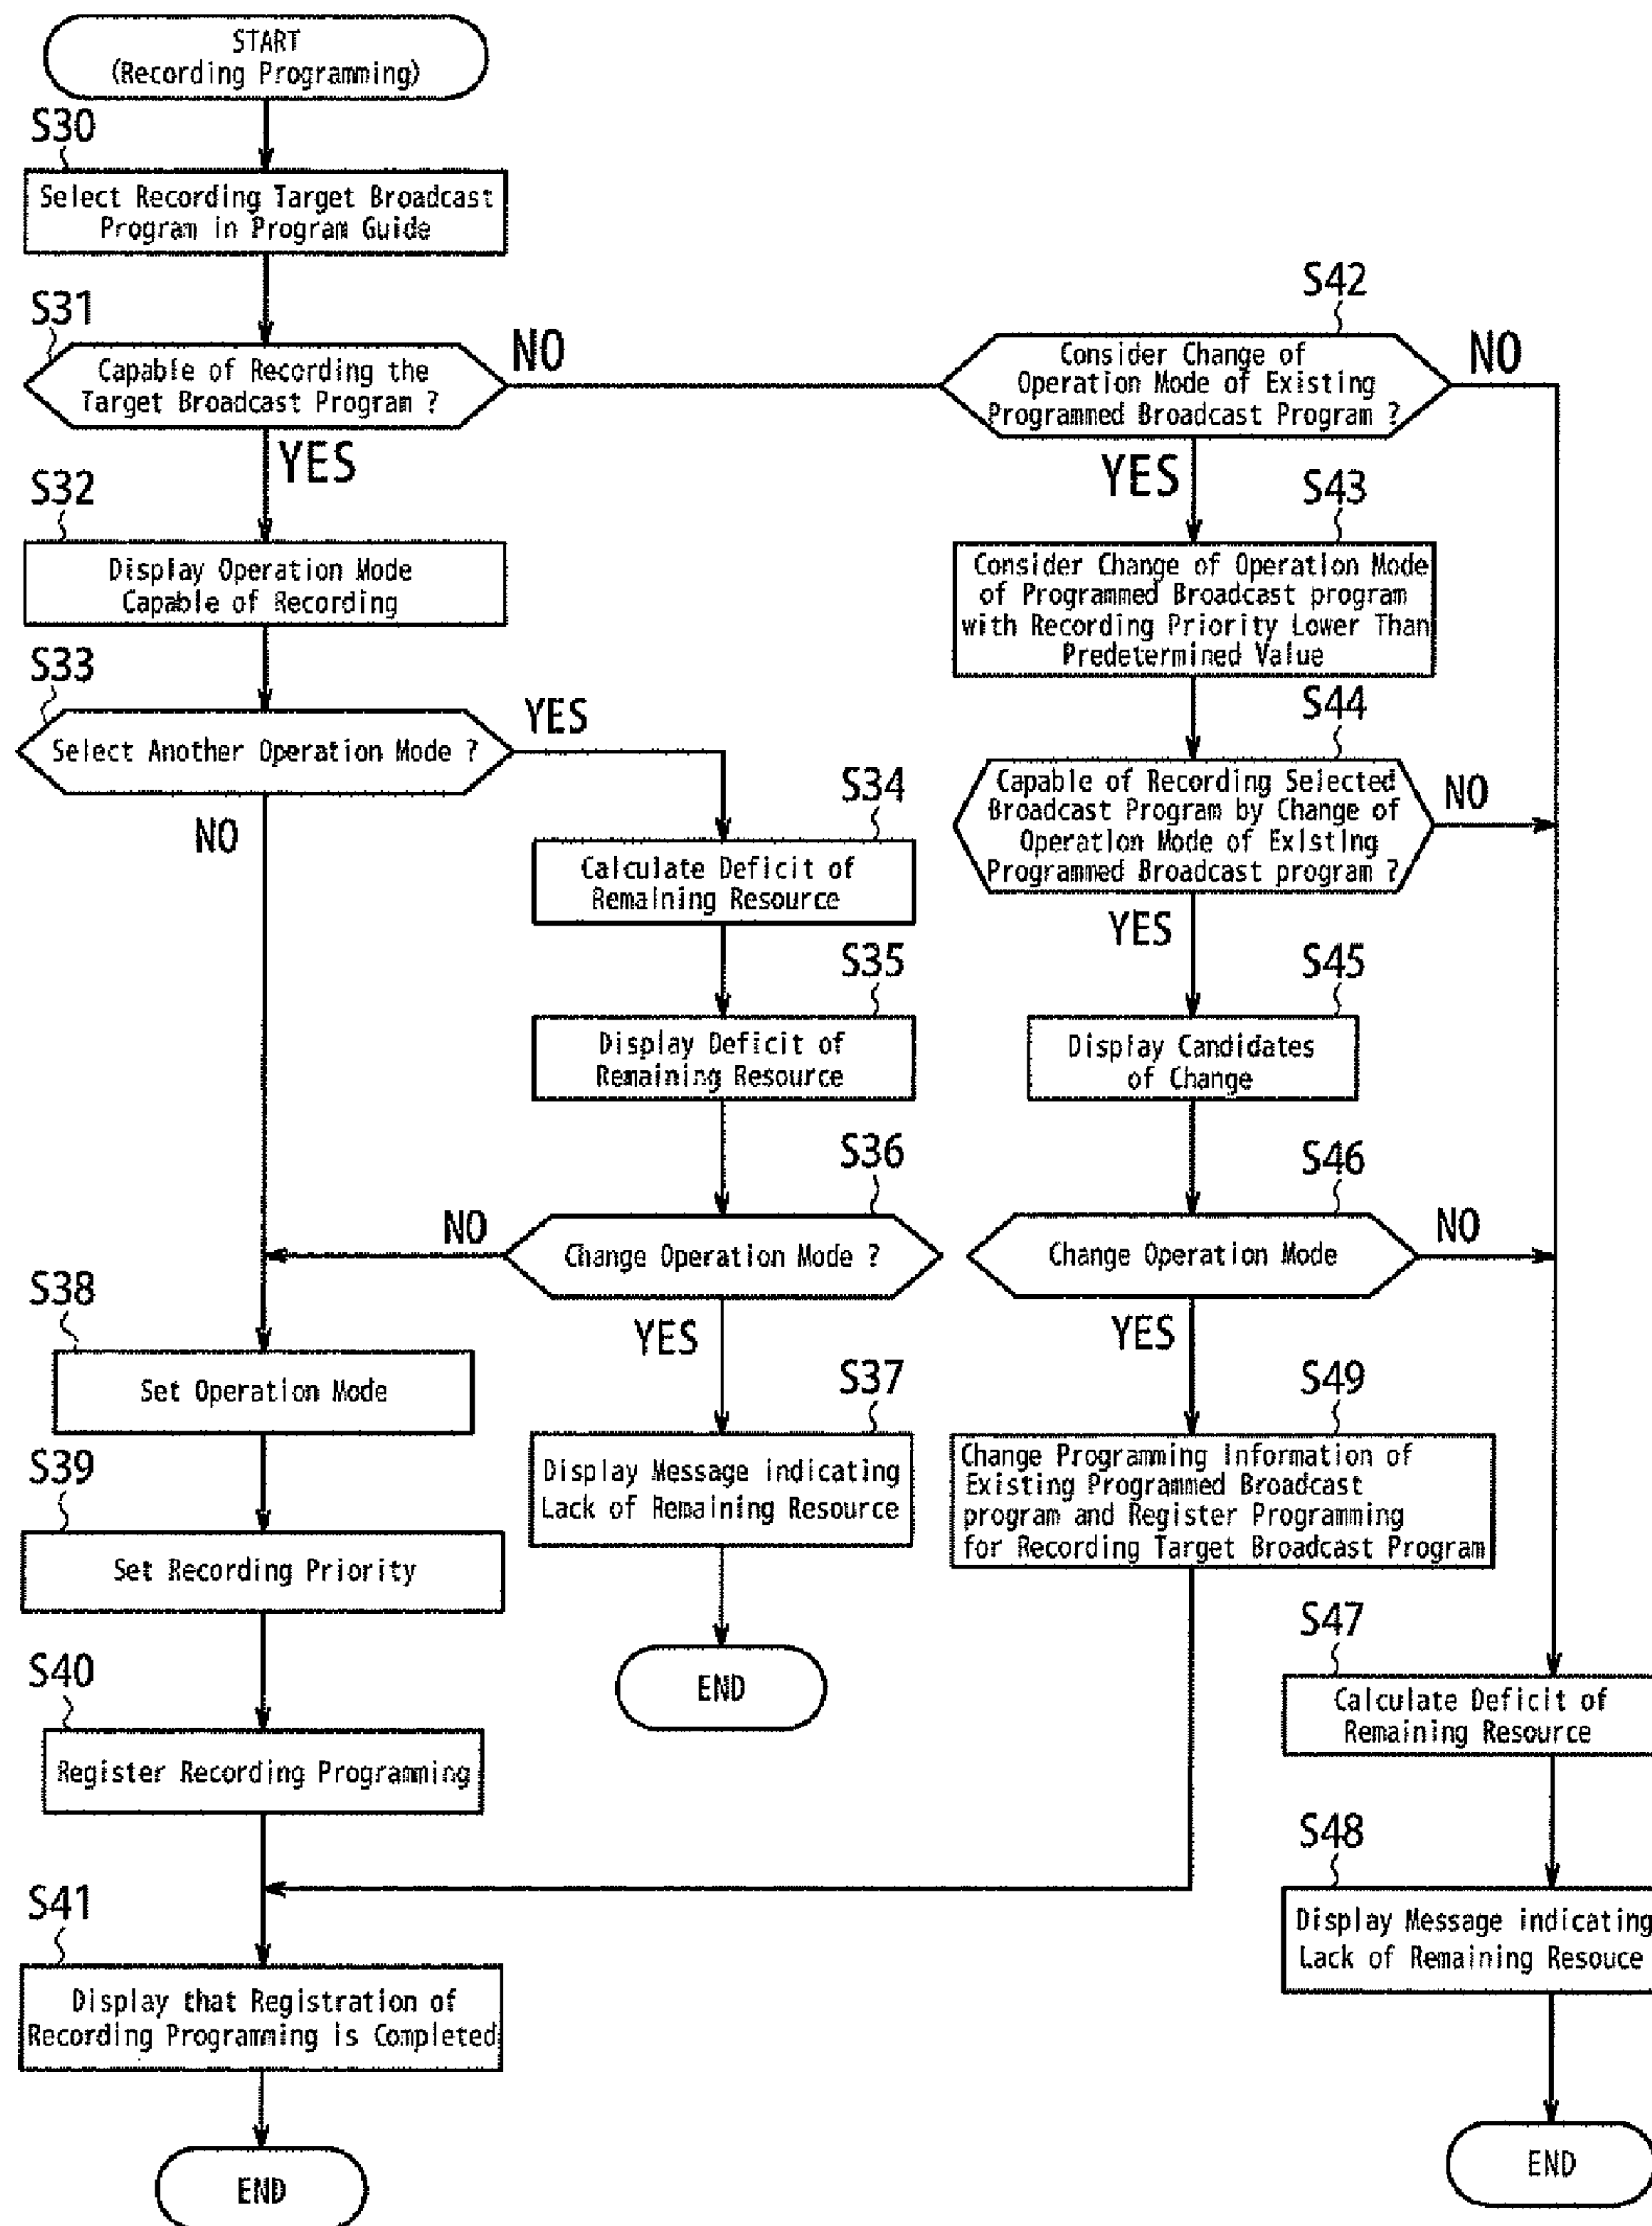 START
(Recording Programming)
S30
Select Recording Target Broadcast
Program in Program Guide
S31
Capable of Recording the
Target Broadcast Program ?
NO
YES
S32
Display Operation Mode
Capable of Recording
S33
Select Another Operation Mode ?
YES
NO
S34
Calculate Deficit of
Remaining Resource
S35
Display Deficit of
Remaining Resource
S36
Change Operation Mode ?
NO
YES
S37
Display Message indicating
Lack of Remaining Resource
END
S38
Set Operation Mode
S39
Set Recording Priority
S40
Register Recording Programming
S41
Display that Registration of
Recording Programming is Completed
END
S42
Consider Change of
Operation Mode of Existing
Programmed Broadcast Program ?
NO
YES
S43
Consider Change of Operation Mode
of Programmed Broadcast program
with Recording Priority Lower Than
Predetermined Value
S44
Capable of Recording Selected
Broadcast Program by Change of
Operation Mode of Existing
Programmed Broadcast program ?
NO
YES
S45
Display Candidates
of Change
S46
Change Operation Mode
NO
YES
S49
Change Programming Information of
Existing Programmed Broadcast
program and Register Programming
for Recording Target Broadcast Program
S47
Calculate Deficit of
Remaining Resource
S48
Display Message indicating
Lack of Remaining Resouce
END